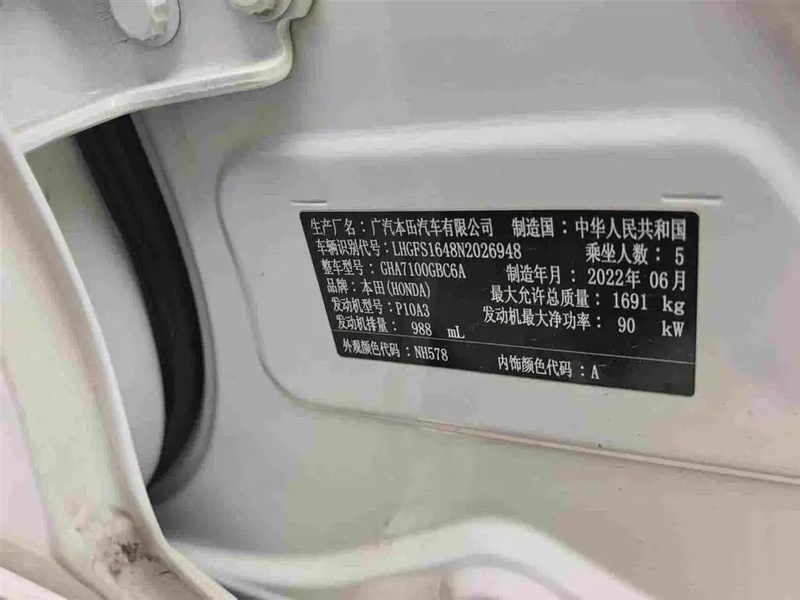 生产厂名：广汽本田汽车有限公司 制造国：中华人民共和国
车辆识别代号：LHGFS1648N2026948 乘坐人数：5
整车型号：GHA7100GBC6A 制造年月：2022年 06月
品牌：本田(HONDA) 最大允许总质量：1691 kg
发动机型号：P10A3 发动机最大净功率：90 kW
发动机排量：988 mL
外观颜色代码：NH578 内饰颜色代码：A